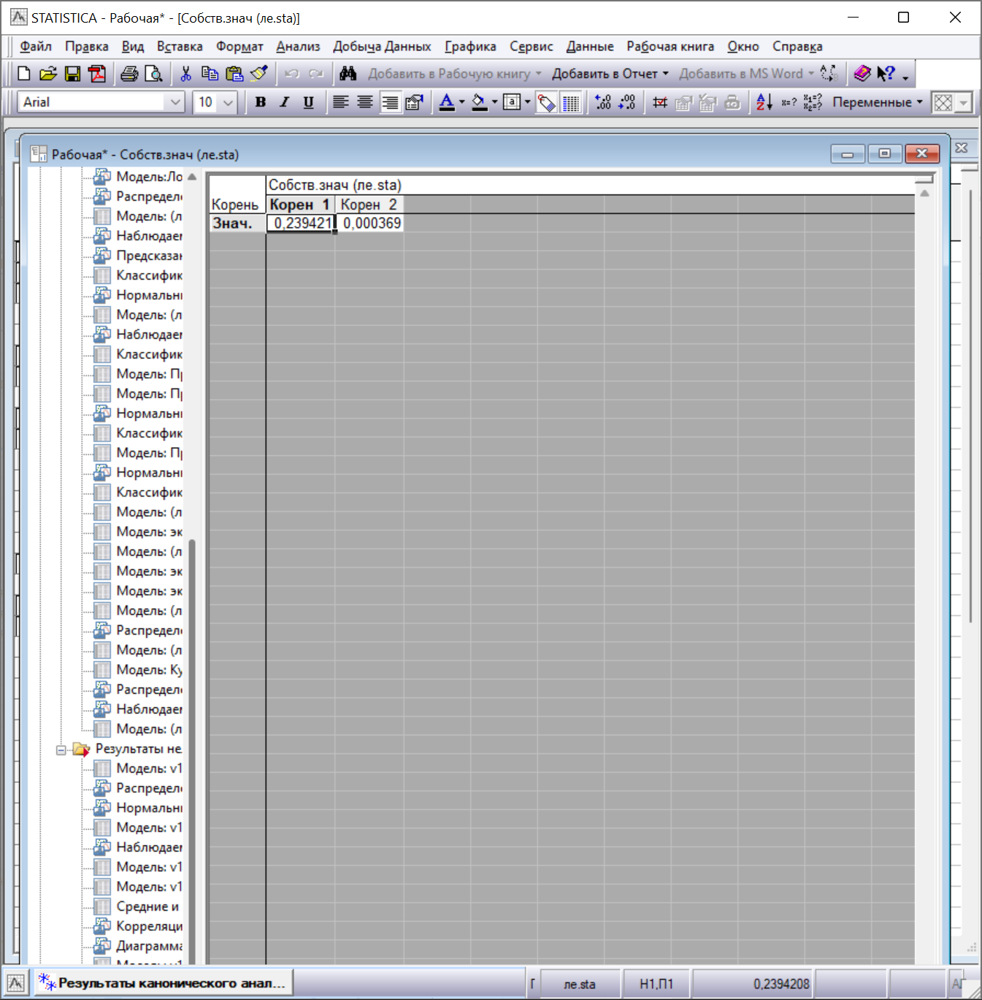 STATISTICA - Рабочая* - [Собств.знач (ле.sta)]
Файл Правка Вид Вставка Формат Анализ Добыча Данных Графика Сервис Данные Рабочая книга Окно Справка
Добавить в Рабочую книгу Добавить в Отчет Добавить в MS Word
Arial 10 B I U Переменные
Рабочая* - Собств.знач (ле.sta)
Модель:Ло
Распредел
Модель: (л
Наблюдае
Предсказа
Классифик
Нормальн
Модель: (л
Наблюдае
Классифик
Модель: Пр
Модель: Пр
Нормальн
Классифик
Модель: Пр
Нормальн
Классифик
Модель: (л
Модель: эк
Модель: (л
Модель: эк
Модель: эк
Модель: (л
Распредел
Модель: (л
Модель: Ку
Распредел
Наблюдае
Модель: (л
Результаты не
Модель: v1
Распредел
Нормальн
Модель: v1
Наблюдае
Модель: v1
Модель: v1
Средние и
Корреляци
Диаграмма
Собств.знач (ле.sta)
Корень Корен 1 Корен 2
Знач. 0,239421 0,000369
Результаты канонического анал...
ле.sta Н1,П1 0,2394208